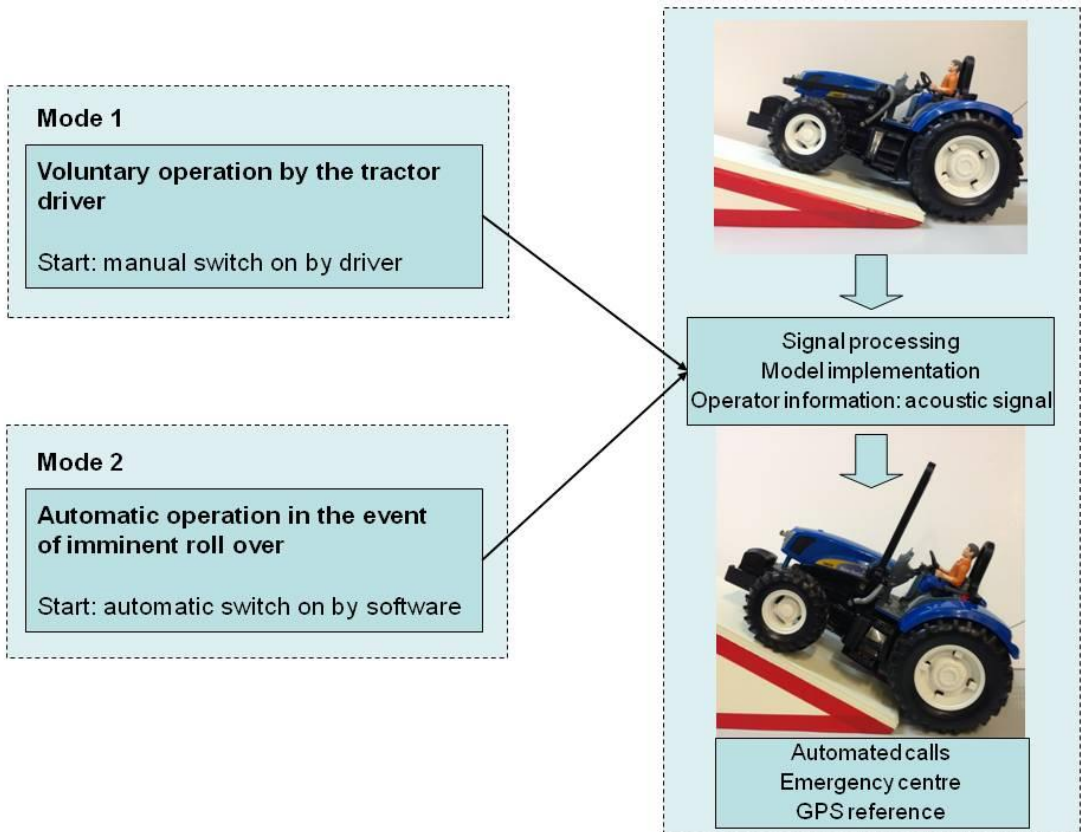 Mode 1
Voluntary operation by the tractor
driver
Start: manual switch on by driver
Mode 2
Automatic operation in the event
of imminent roll over
Start: automatic switch on by software
Signal processing
Model implementation
Operator information: acoustic signal
Automated calls
Emergency centre
GPS reference